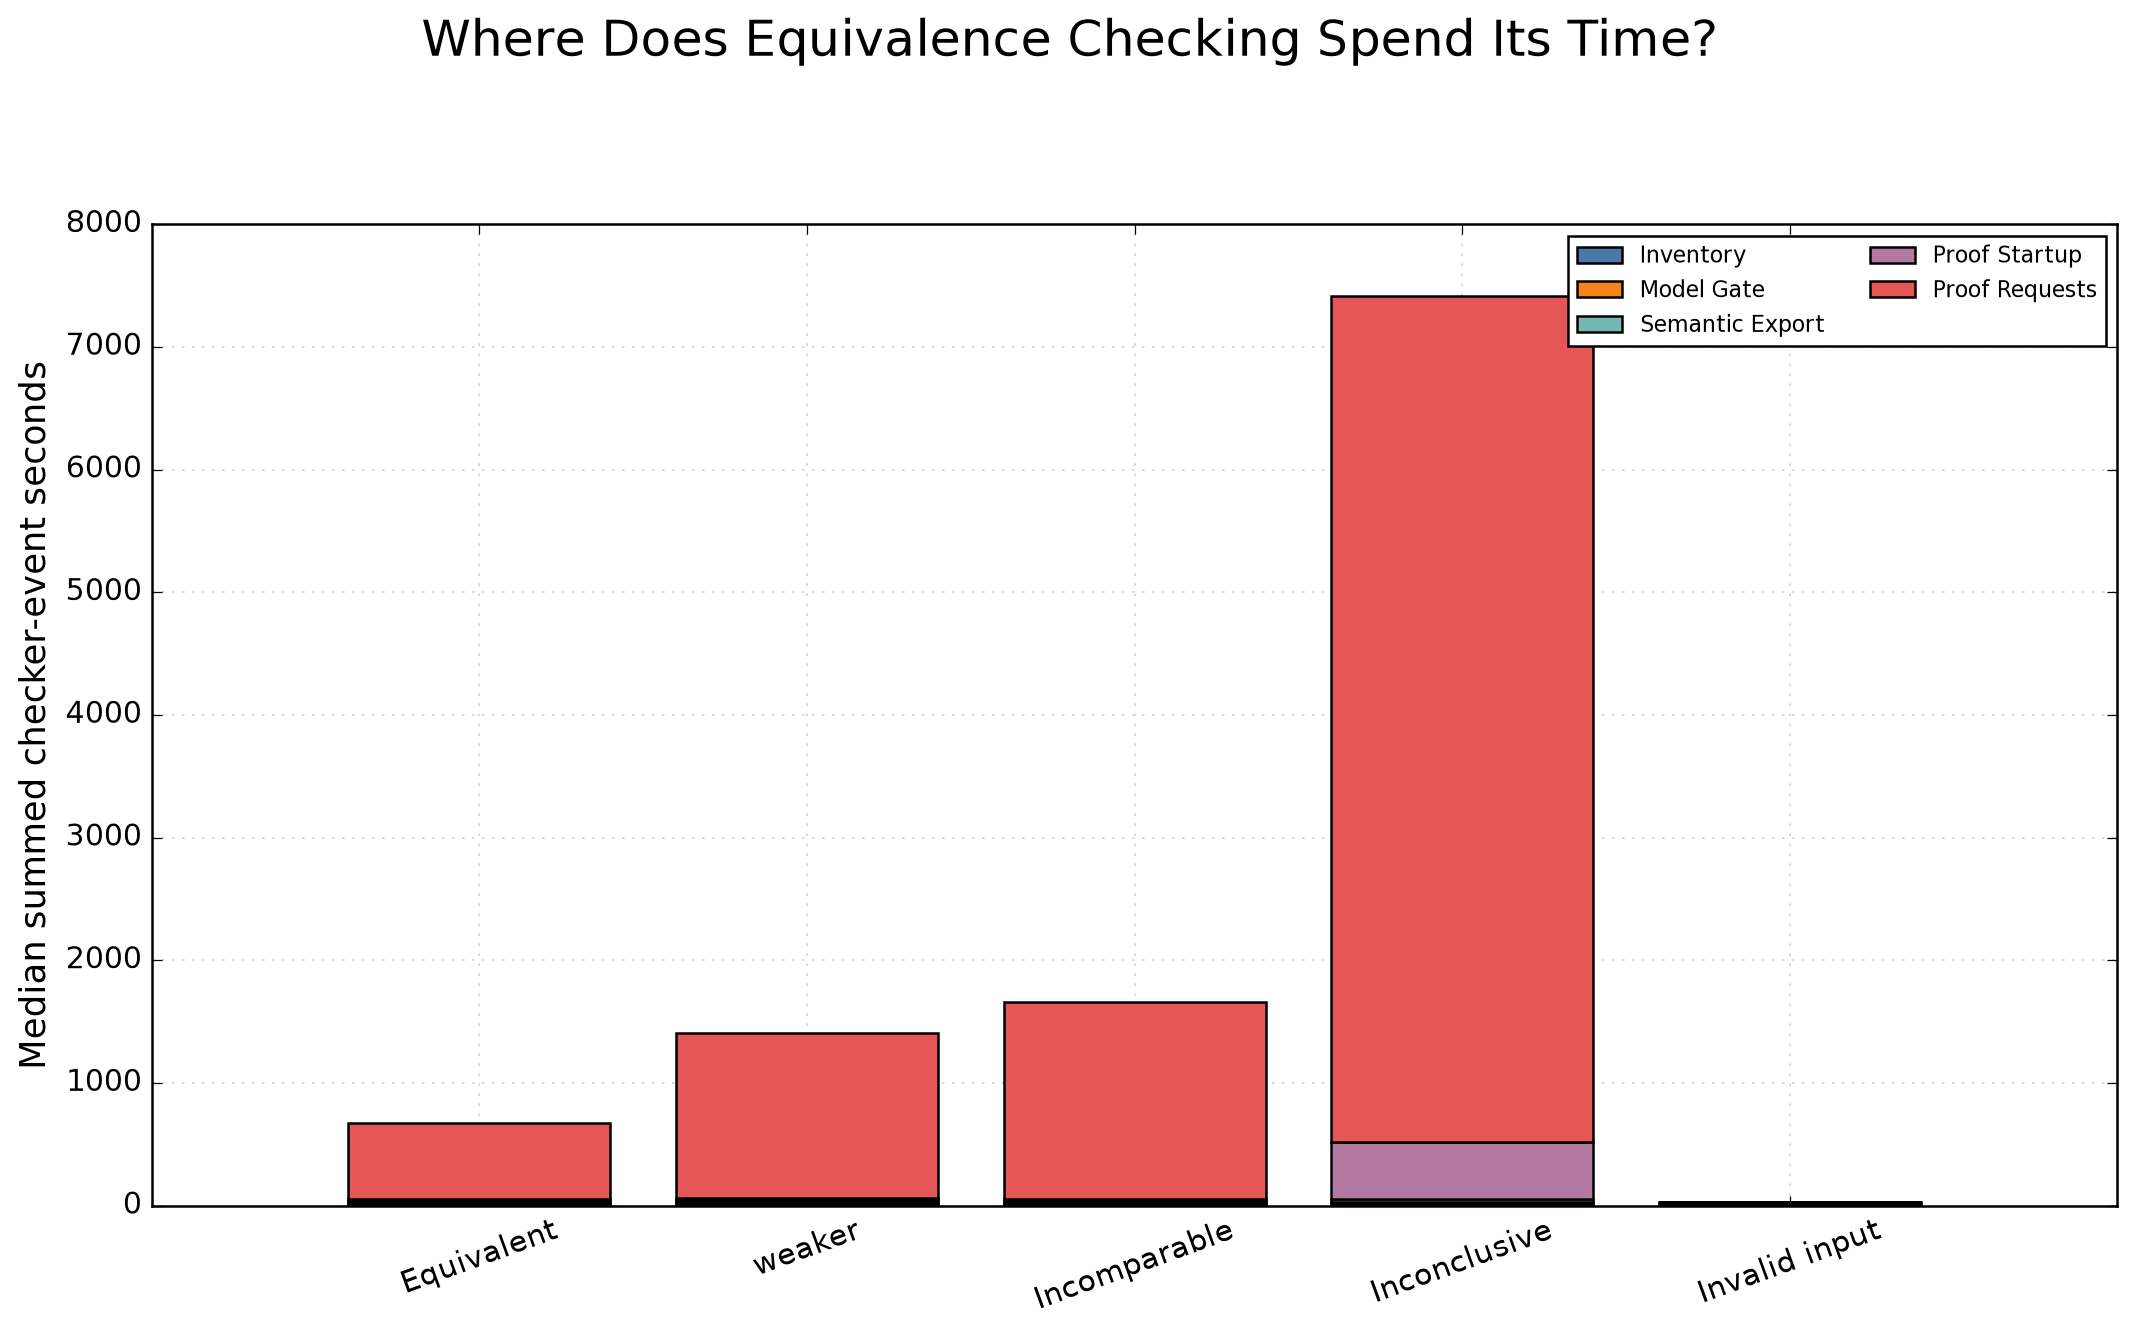 Where Does Equivalence Checking Spend Its Time?
Median summed checker-event seconds
8000
7000
6000
5000
4000
3000
2000
1000
0
Inventory
Model Gate
Semantic Export
Proof Startup
Proof Requests
Equivalent
weaker
Incomparable
Inconclusive
Invalid input